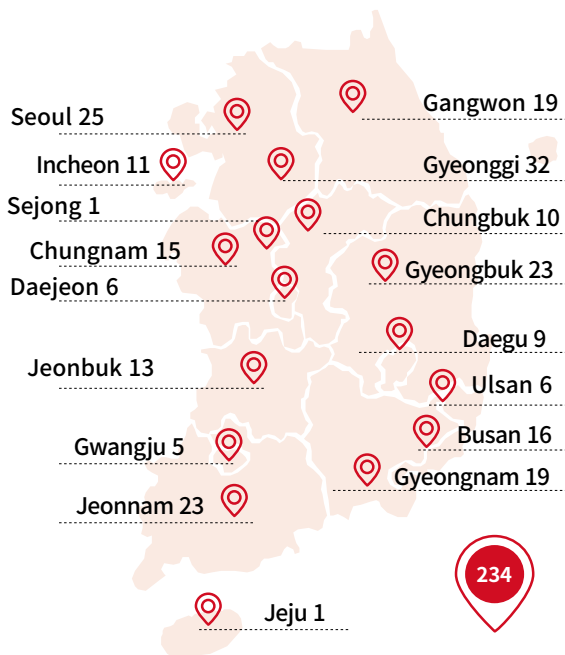 Seoul 25
Gangwon 19
Incheon 11
Gyeonggi 32
Sejong 1
Chungbuk 10
Chungnam 15
Gyeongbuk 23
Daejeon 6
Daegu 9
Jeonbuk 13
Ulsan 6
Gwangju 5
Busan 16
Gyeongnam 19
Jeonnam 23
234
Jeju 1